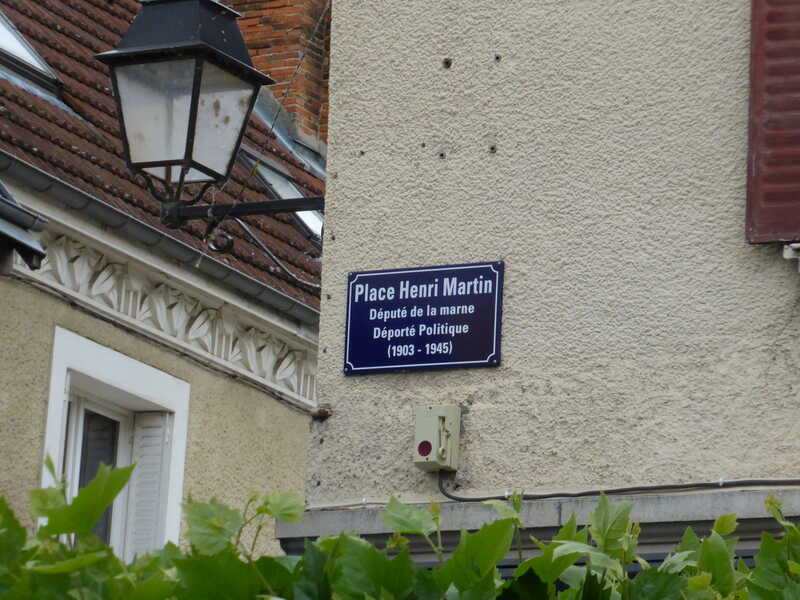 Place Henri Martin
Député de la marne
Déporté Politique
(1903 - 1945)